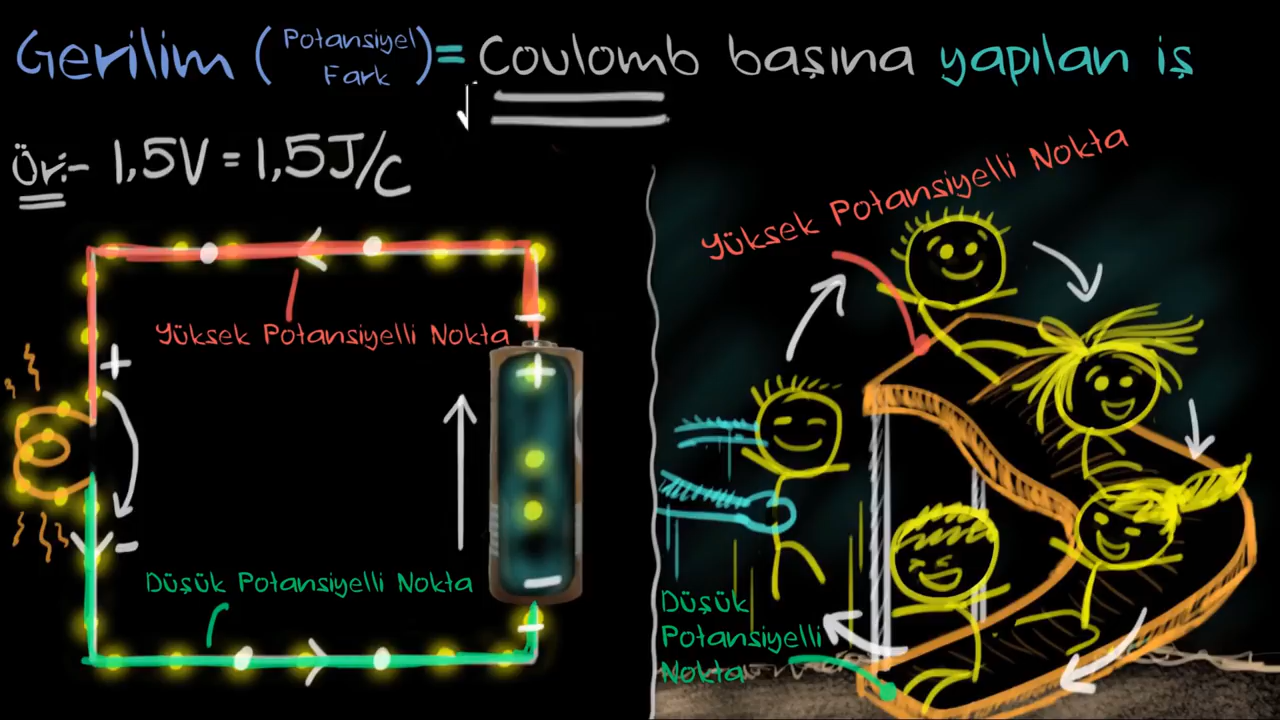 Gerilim (Potansiyel Fark) = Coulomb başına yapılan iş
Ör:- 1,5V = 1,5J/C
Yüksek Potansiyelli Nokta
Yüksek Potansiyelli Nokta
+
+
-
Düşük Potansiyelli Nokta
Düşük
Potansiyelli
Nokta